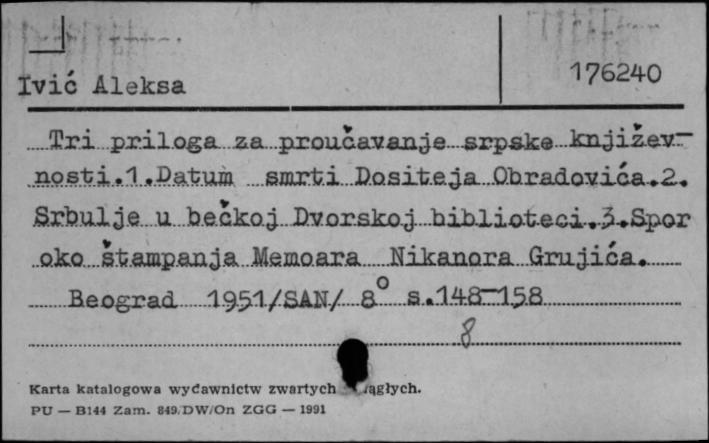 Ivić Aleksa
176240
Tri priloga za proučavanje srpske književ-
nosti.1.Datum smrti Dositeja Obradovića.2.
Srbulje u bečkoj Dvorskoj biblioteci.3.Spor
oko štampanja Memoara Nikanora Grujića.
Beograd 1951/SAN/ 8° s.148-158
8
Karta katalogowa wydawnictw zwartych
PU — B144 Zam. 849/DW/On ZGG — 1991